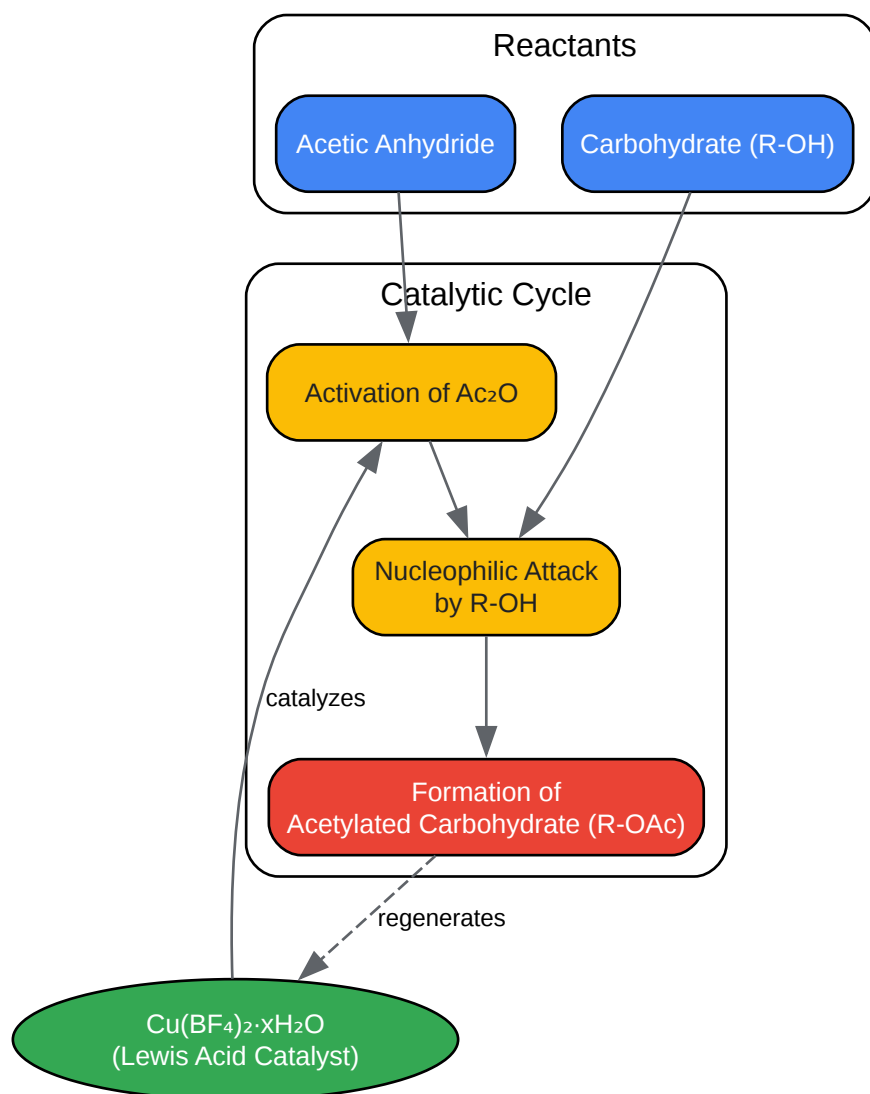 Reactants
Acetic Anhydride
Carbohydrate (R-OH)
Catalytic Cycle
Activation of Ac₂O
Nucleophilic Attack
by R-OH
catalyzes
Formation of
Acetylated Carbohydrate (R-OAc)
regenerates
Cu(BF₄)₂·xH₂O
(Lewis Acid Catalyst)